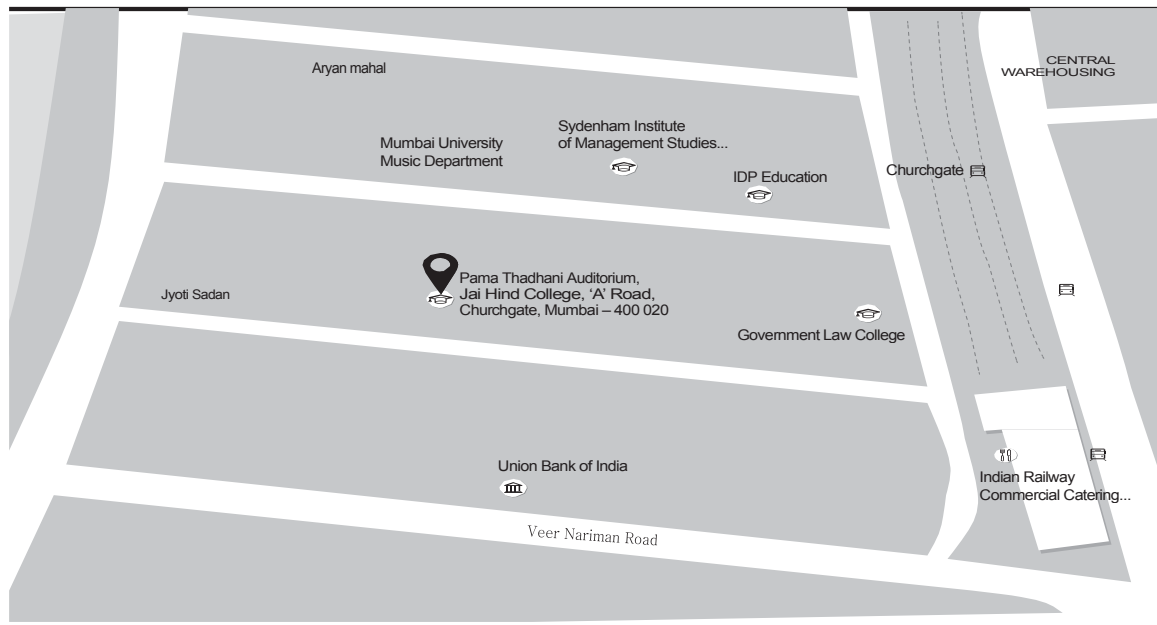 Aryan mahal
CENTRAL
WAREHOUSING
Sydenham Institute
of Management Studies...
Mumbai University
Music Department
IDP Education
Churchgate
Pama Thadhani Auditorium,
Jai Hind College, ‘A’ Road,
Churchgate, Mumbai – 400 020
Jyoti Sadan
Government Law College
Union Bank of India
Indian Railway
Commercial Catering...
Veer Nariman Road